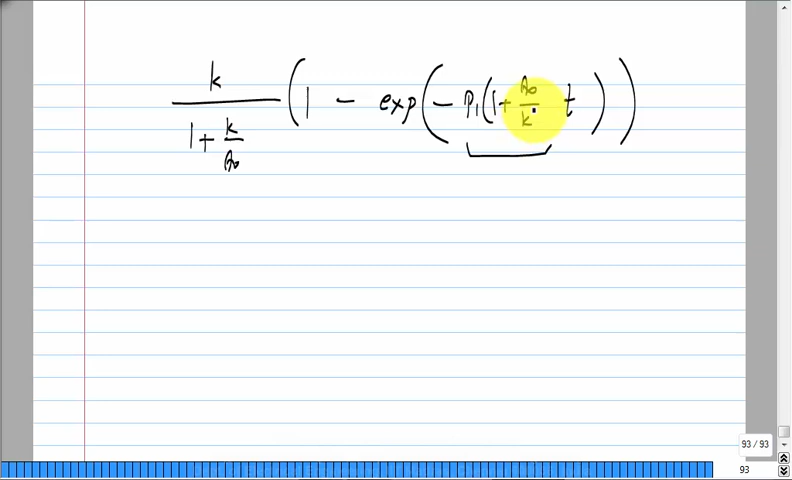 k / (1 + k/A₀) (1 − exp(− P₁(1 + A₀/k t))
93 / 93
93